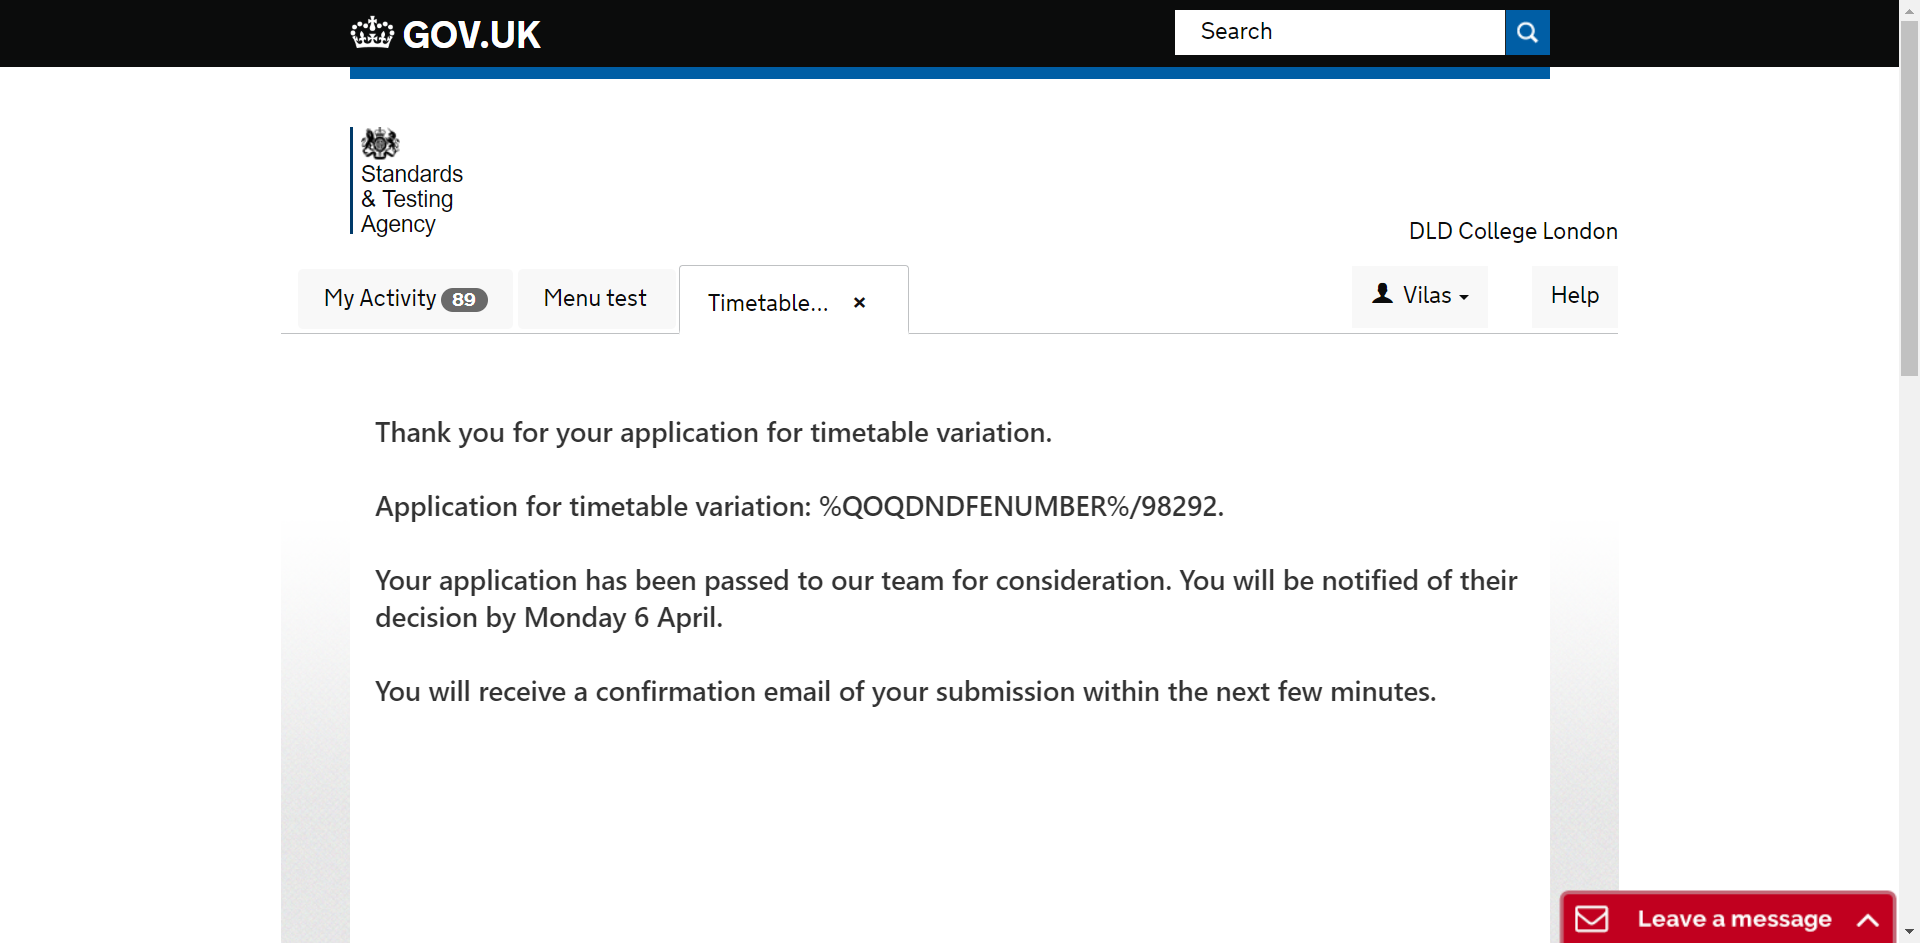 GOV.UK
Search
Standards
& Testing
Agency
DLD College London
My Activity 89
Menu test
Timetable... ×
Vilas
Help
Thank you for your application for timetable variation.
Application for timetable variation: %QOQDNDFENUMBER%/98292.
Your application has been passed to our team for consideration. You will be notified of their
decision by Monday 6 April.
You will receive a confirmation email of your submission within the next few minutes.
Leave a message